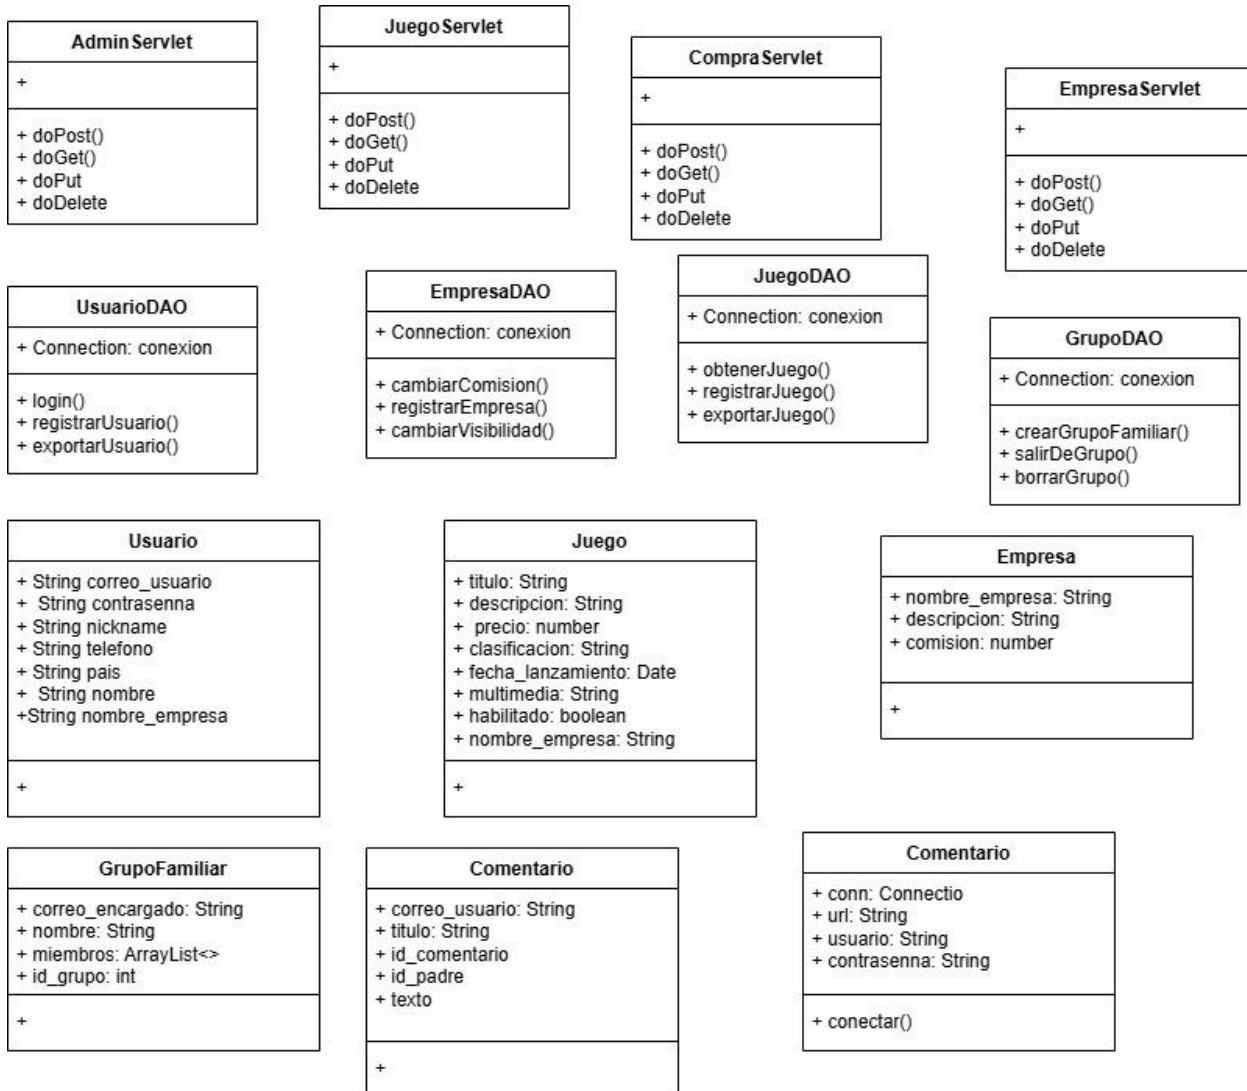 AdminServlet
+
+ doPost()
+ doGet()
+ doPut
+ doDelete
JuegoServlet
+
+ doPost()
+ doGet()
+ doPut
+ doDelete
CompraServlet
+
+ doPost()
+ doGet()
+ doPut
+ doDelete
EmpresaServlet
+
+ doPost()
+ doGet()
+ doPut
+ doDelete
UsuarioDAO
+ Connection: conexion
+ login()
+ registrarUsuario()
+ exportarUsuario()
EmpresaDAO
+ Connection: conexion
+ cambiarComision()
+ registrarEmpresa()
+ cambiarVisibilidad()
JuegoDAO
+ Connection: conexion
+ obtenerJuego()
+ registrarJuego()
+ exportarJuego()
GrupoDAO
+ Connection: conexion
+ crearGrupoFamiliar()
+ salirDeGrupo()
+ borrarGrupo()
Usuario
+ String correo_usuario
+ String contrasenna
+ String nickname
+ String telefono
+ String pais
+ String nombre
+String nombre_empresa
+
Juego
+ titulo: String
+ descripcion: String
+ precio: number
+ clasificacion: String
+ fecha_lanzamiento: Date
+ multimedia: String
+ habilitado: boolean
+ nombre_empresa: String
+
Empresa
+ nombre_empresa: String
+ descripcion: String
+ comision: number
+
GrupoFamiliar
+ correo_encargado: String
+ nombre: String
+ miembros: ArrayList<>
+ id_grupo: int
+
Comentario
+ correo_usuario: String
+ titulo: String
+ id_comentario
+ id_padre
+ texto
+
Comentario
+ conn: Connectio
+ url: String
+ usuario: String
+ contrasenna: String
+ conectar()